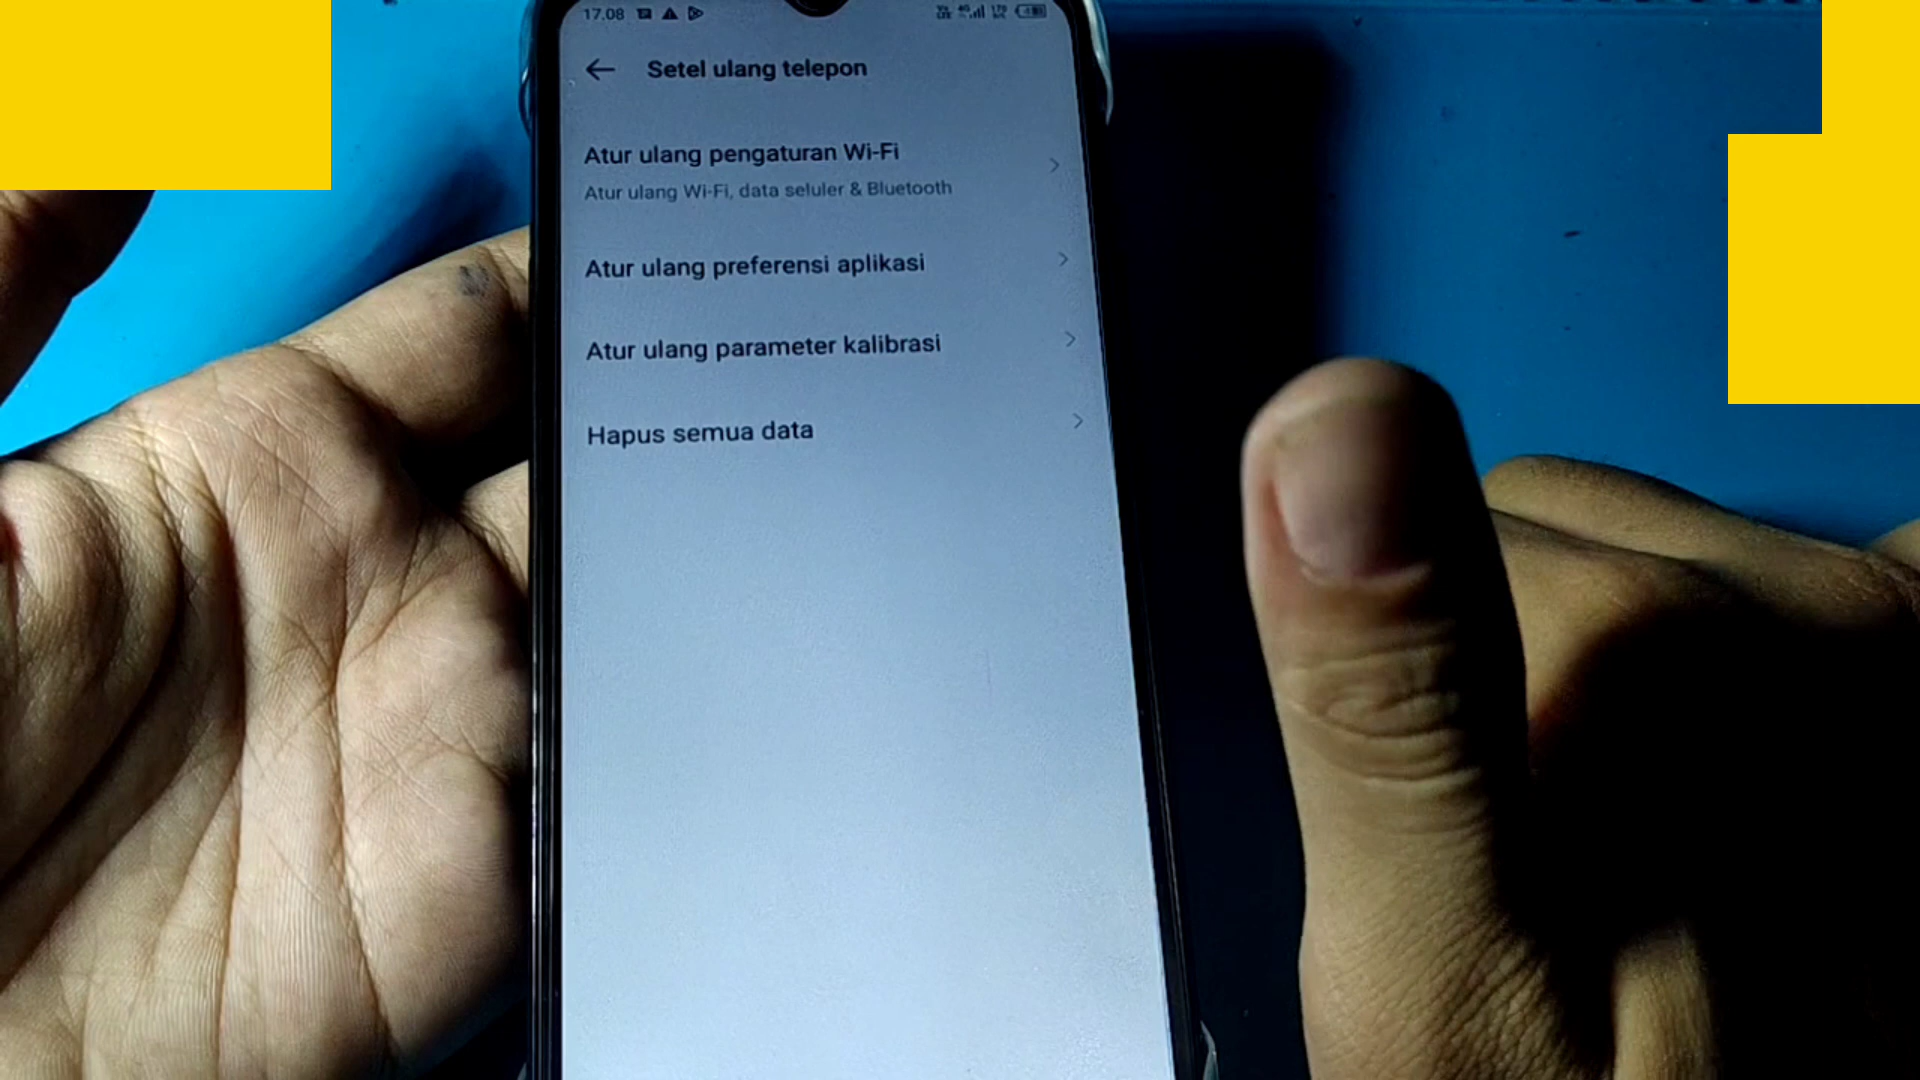 17.08
Setel ulang telepon
Atur ulang pengaturan Wi-Fi
Atur ulang Wi-Fi, data seluler & Bluetooth
Atur ulang preferensi aplikasi
Atur ulang parameter kalibrasi
Hapus semua data